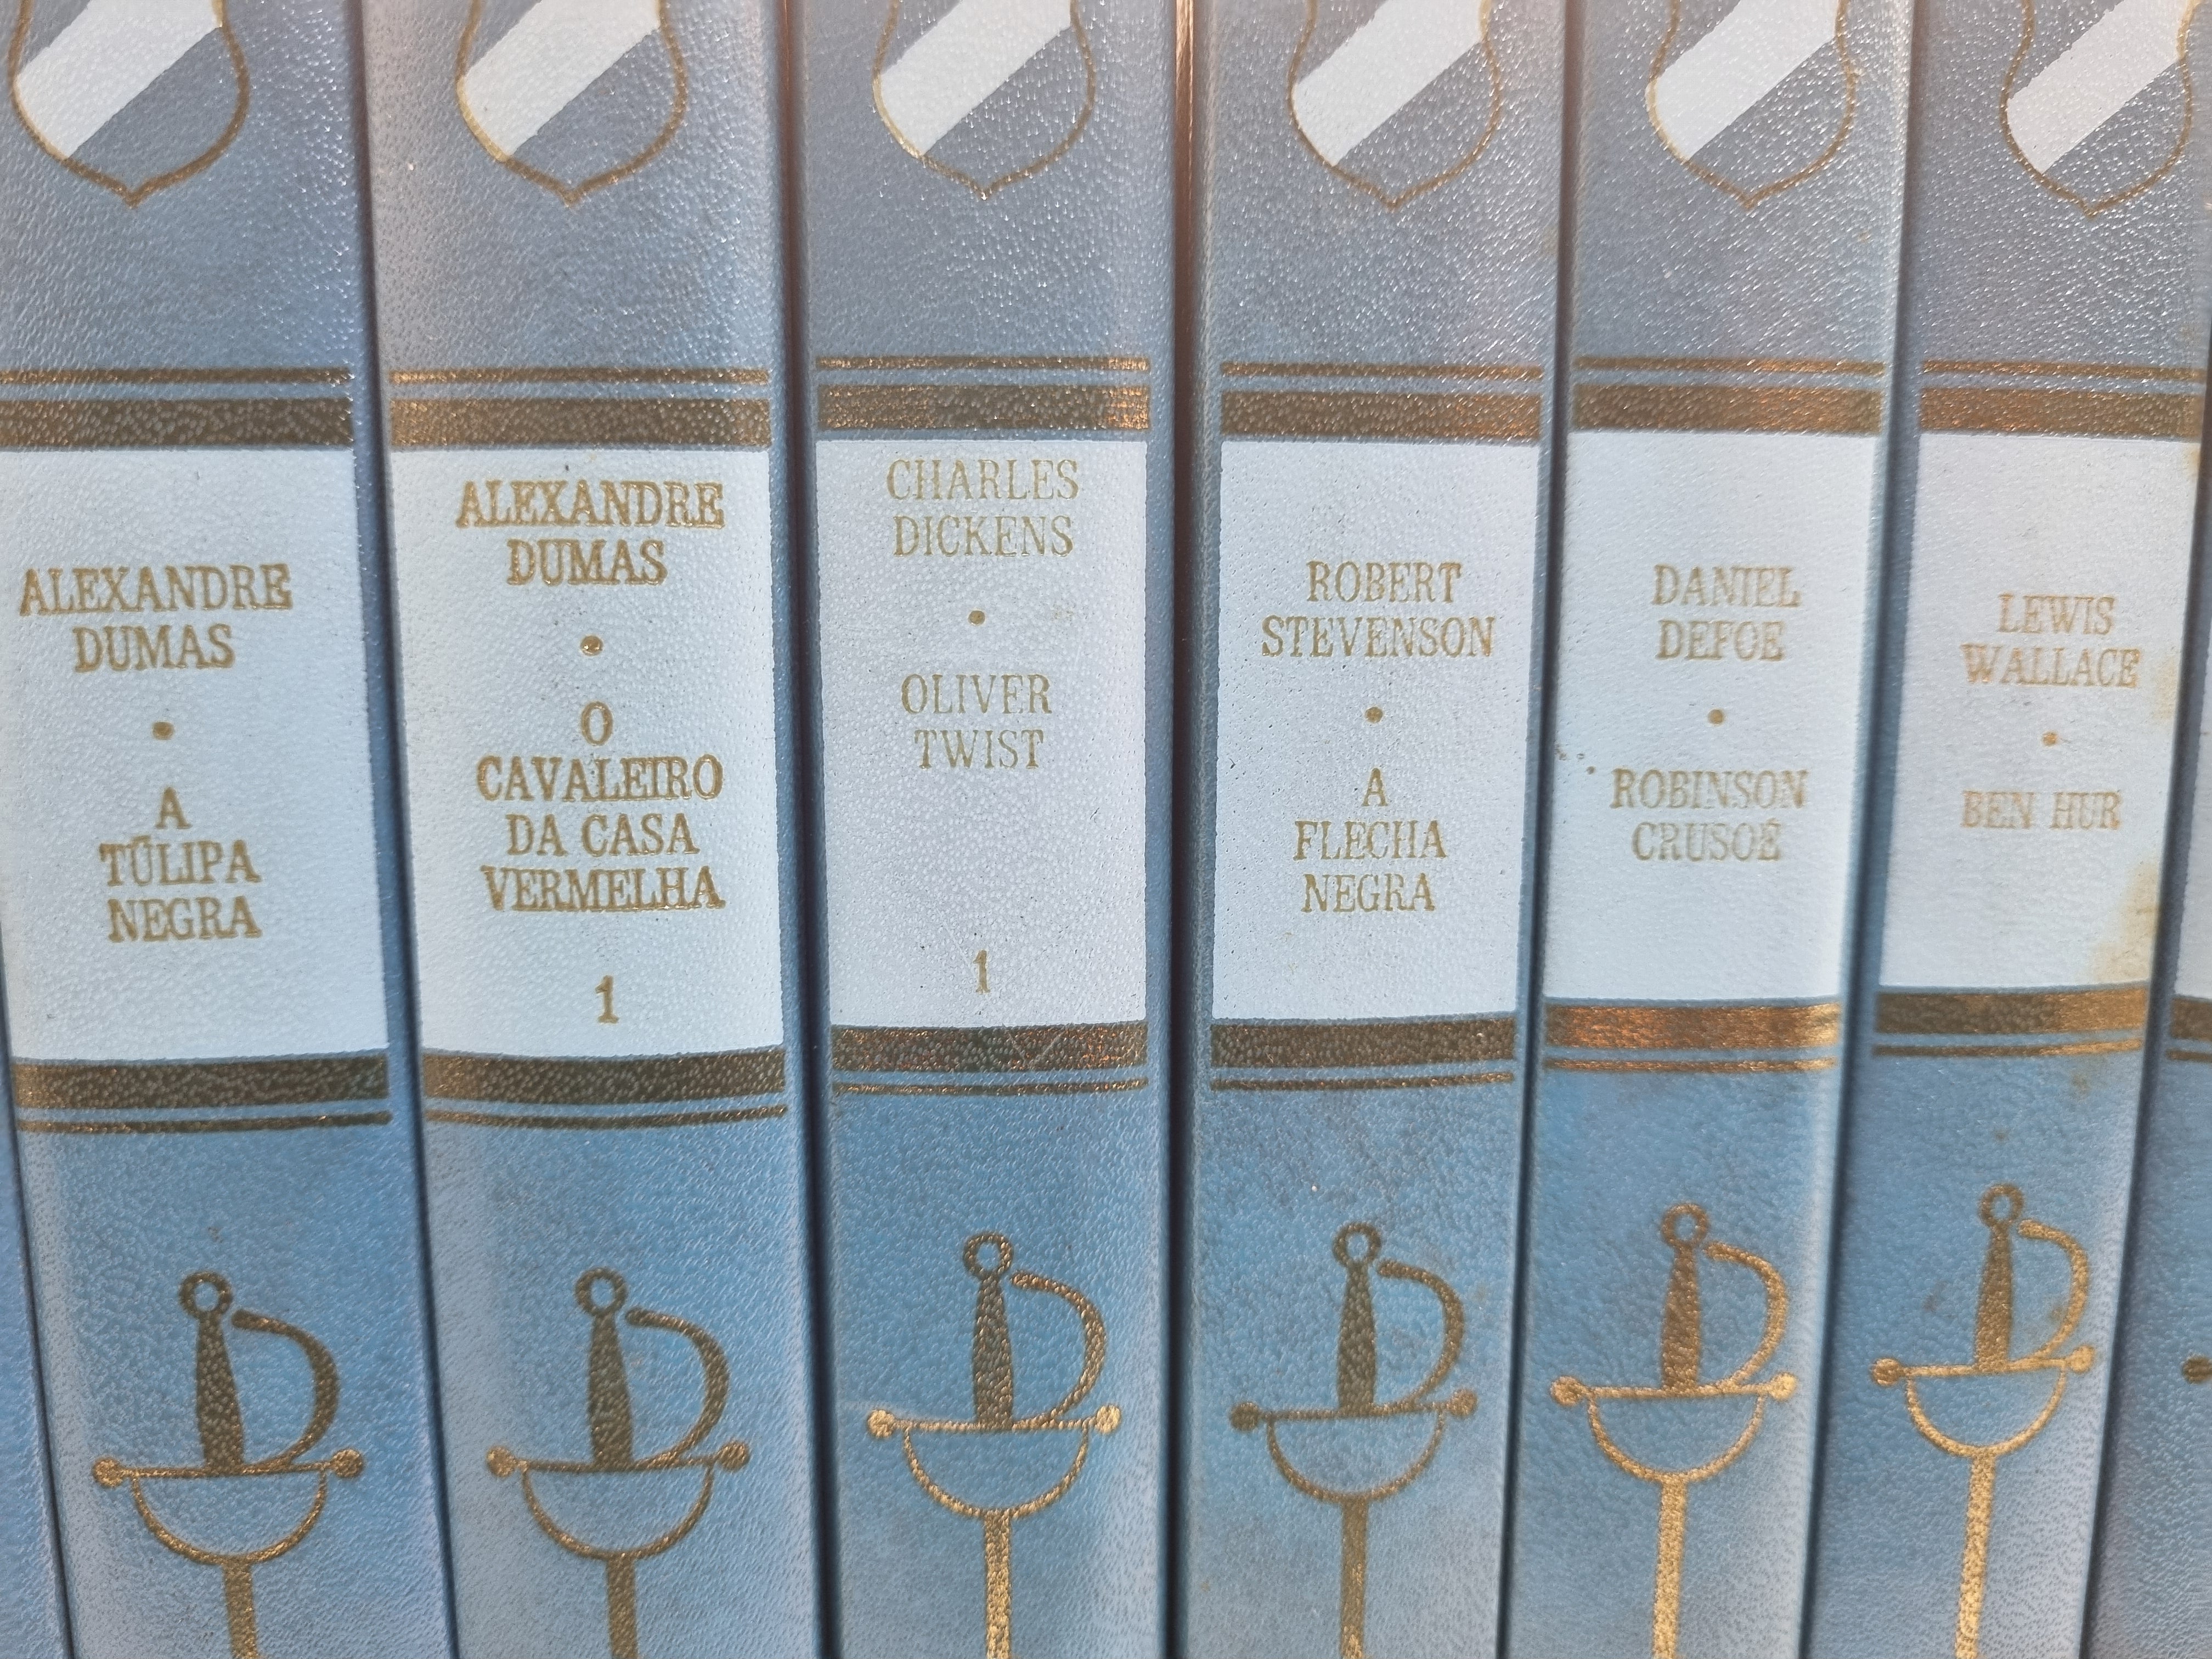 ALEXANDRE
DUMAS
•
A
TÚLIPA
NEGRA
ALEXANDRE
DUMAS
•
O
CAVALEIRO
DA CASA
VERMELHA
1
CHARLES
DICKENS
•
OLIVER
TWIST
1
ROBERT
STEVENSON
•
A
FLECHA
NEGRA
DANIEL
DEFOE
•
ROBINSON
CRUSOÉ
LEWIS
WALLACE
•
BEN HUR